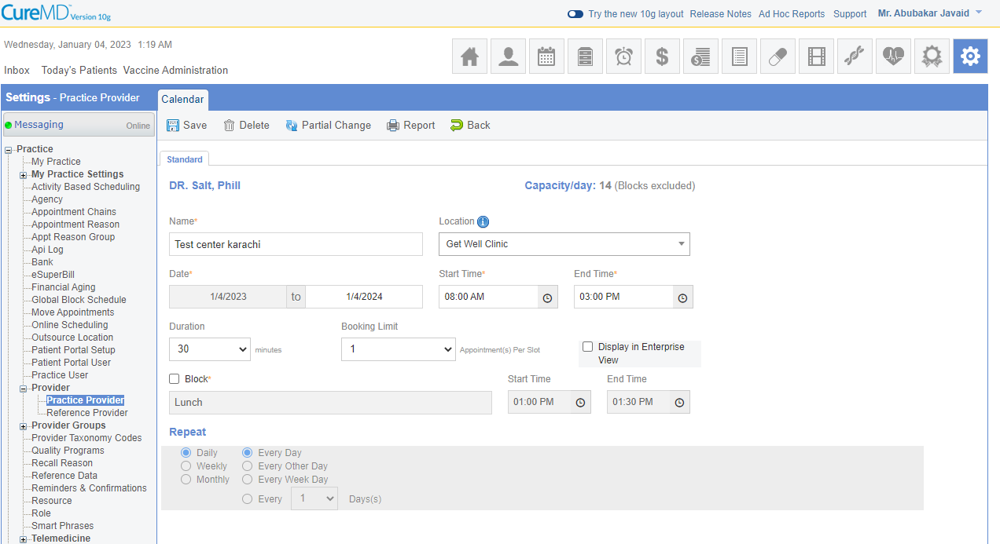 CureMD Version 10g
Try the new 10g layout Release Notes Ad Hoc Reports Support Mr. Abubakar Javaid
Wednesday, January 04, 2023 1:19 AM
Inbox Today's Patients Vaccine Administration
Settings - Practice Provider
Calendar
Messaging Online
Save Delete Partial Change Report Back
Practice
My Practice
My Practice Settings
Activity Based Scheduling
Agency
Appointment Chains
Appointment Reason
Appt Reason Group
Api Log
Bank
eSuperBill
Financial Aging
Global Block Schedule
Move Appointments
Online Scheduling
Outsource Location
Patient Portal Setup
Patient Portal User
Practice User
Provider
Practice Provider
Reference Provider
Provider Groups
Provider Taxonomy Codes
Quality Programs
Recall Reason
Reference Data
Reminders & Confirmations
Resource
Role
Smart Phrases
Telemedicine
Standard
DR. Salt, Phill Capacity/day: 14 (Blocks excluded)
Name* Location
Test center karachi Get Well Clinic
Date* Start Time* End Time*
1/4/2023 to 1/4/2024 08:00 AM 03:00 PM
Duration Booking Limit
30 minutes 1 Appointment(s) Per Slot
Display in Enterprise
View
Block* Start Time End Time
Lunch 01:00 PM 01:30 PM
Repeat
Daily Every Day
Weekly Every Other Day
Monthly Every Week Day
Every 1 Days(s)